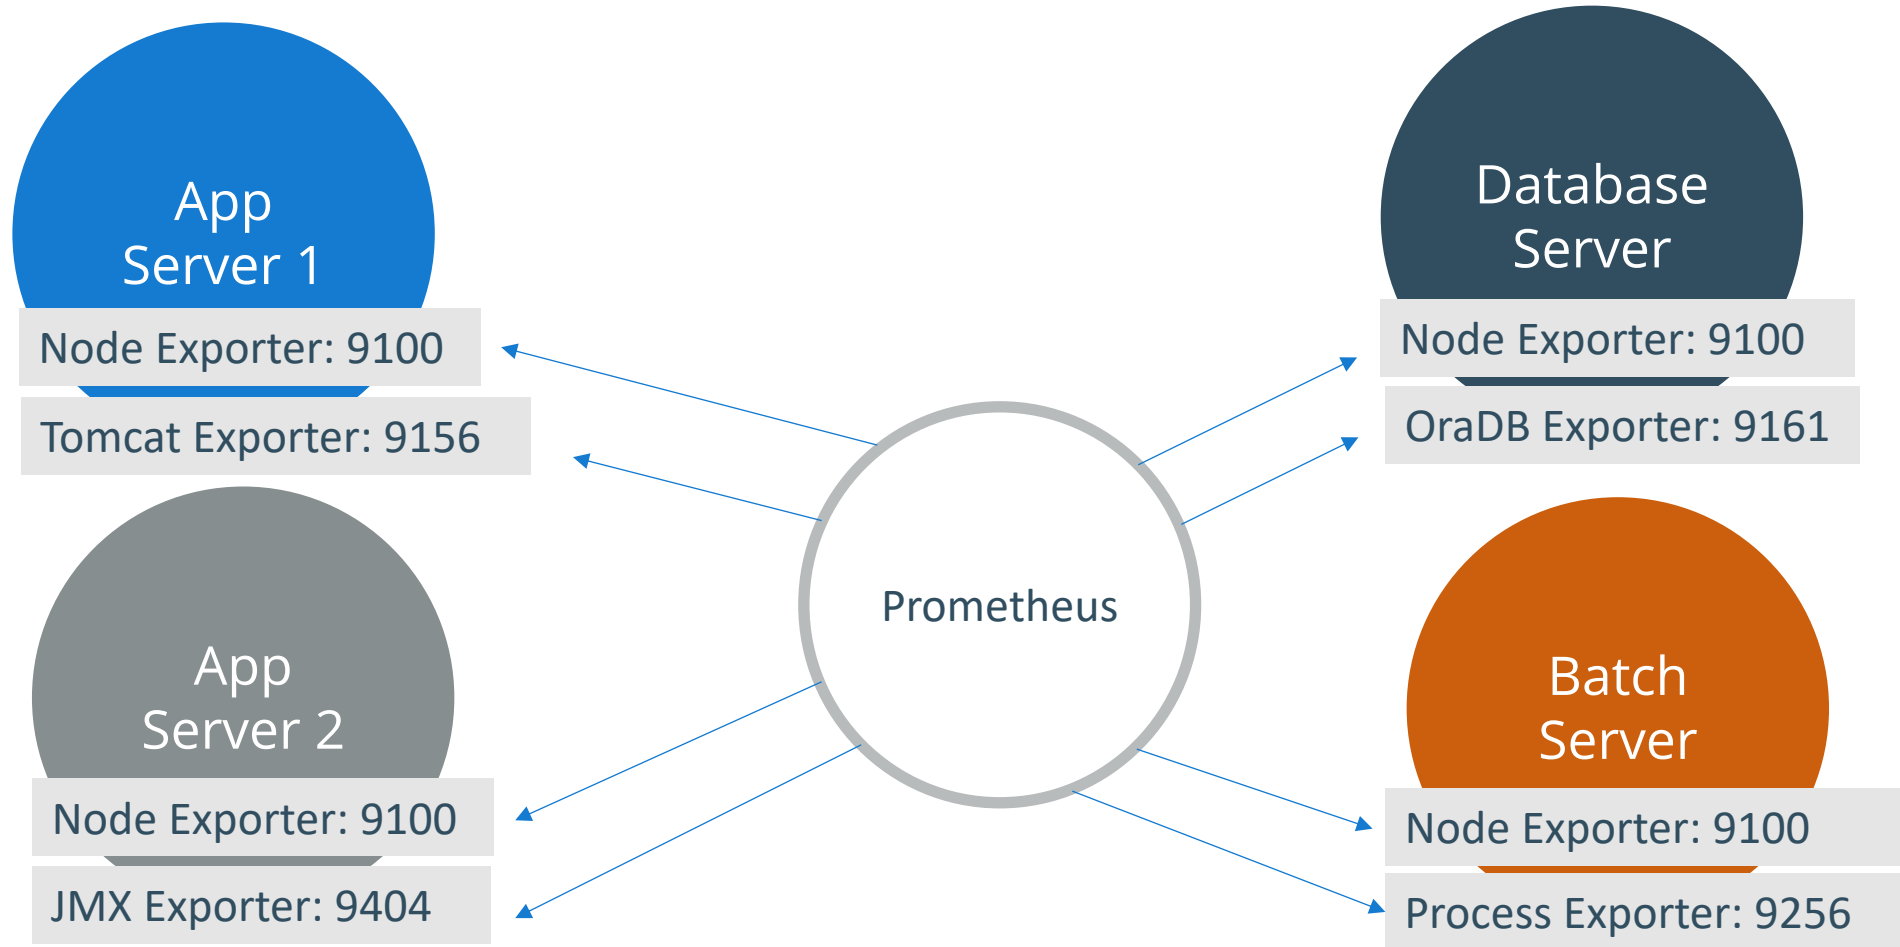 App
Server 1
Node Exporter: 9100
Tomcat Exporter: 9156
App
Server 2
Node Exporter: 9100
JMX Exporter: 9404
Prometheus
Database
Server
Node Exporter: 9100
OraDB Exporter: 9161
Batch
Server
Node Exporter: 9100
Process Exporter: 9256